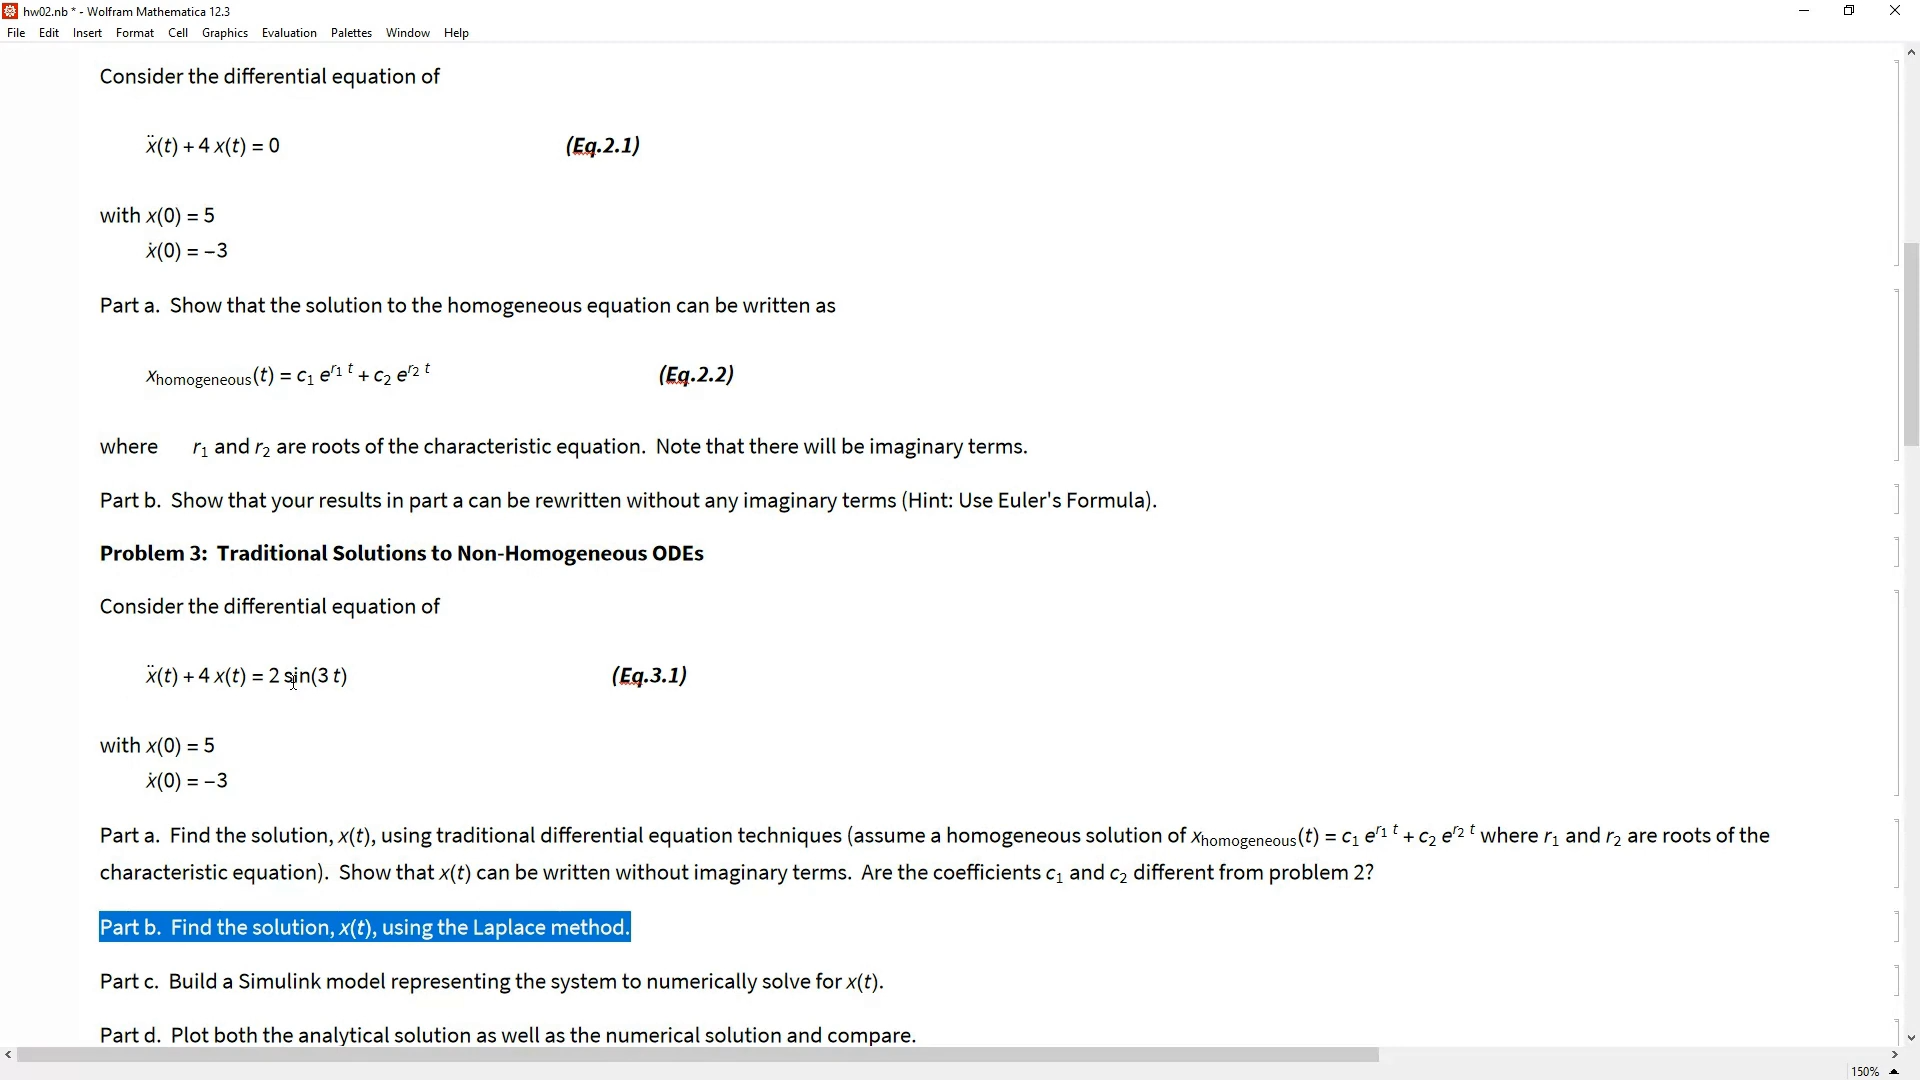 hw02.nb * - Wolfram Mathematica 12.3
File Edit Insert Format Cell Graphics Evaluation Palettes Window Help
Consider the differential equation of
ẍ(t) + 4 x(t) = 0 (Eq.2.1)
with x(0) = 5
ẋ(0) = −3
Part a. Show that the solution to the homogeneous equation can be written as
x_homogeneous(t) = c₁ e^(r₁ t) + c₂ e^(r₂ t) (Eq.2.2)
where r₁ and r₂ are roots of the characteristic equation. Note that there will be imaginary terms.
Part b. Show that your results in part a can be rewritten without any imaginary terms (Hint: Use Euler's Formula).
Problem 3: Traditional Solutions to Non-Homogeneous ODEs
Consider the differential equation of
ẍ(t) + 4 x(t) = 2 sin(3 t) (Eq.3.1)
with x(0) = 5
ẋ(0) = −3
Part a. Find the solution, x(t), using traditional differential equation techniques (assume a homogeneous solution of x_homogeneous(t) = c₁ e^(r₁ t) + c₂ e^(r₂ t) where r₁ and r₂ are roots of the
characteristic equation). Show that x(t) can be written without imaginary terms. Are the coefficients c₁ and c₂ different from problem 2?
Part b. Find the solution, x(t), using the Laplace method.
Part c. Build a Simulink model representing the system to numerically solve for x(t).
Part d. Plot both the analytical solution as well as the numerical solution and compare.
150%